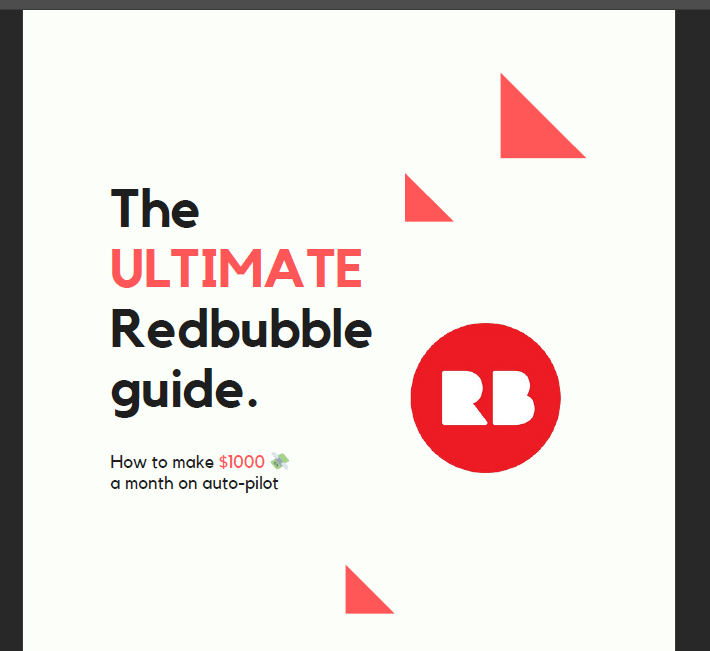 The
ULTIMATE
Redbubble
guide.
RB
How to make $1000 💸
a month on auto-pilot